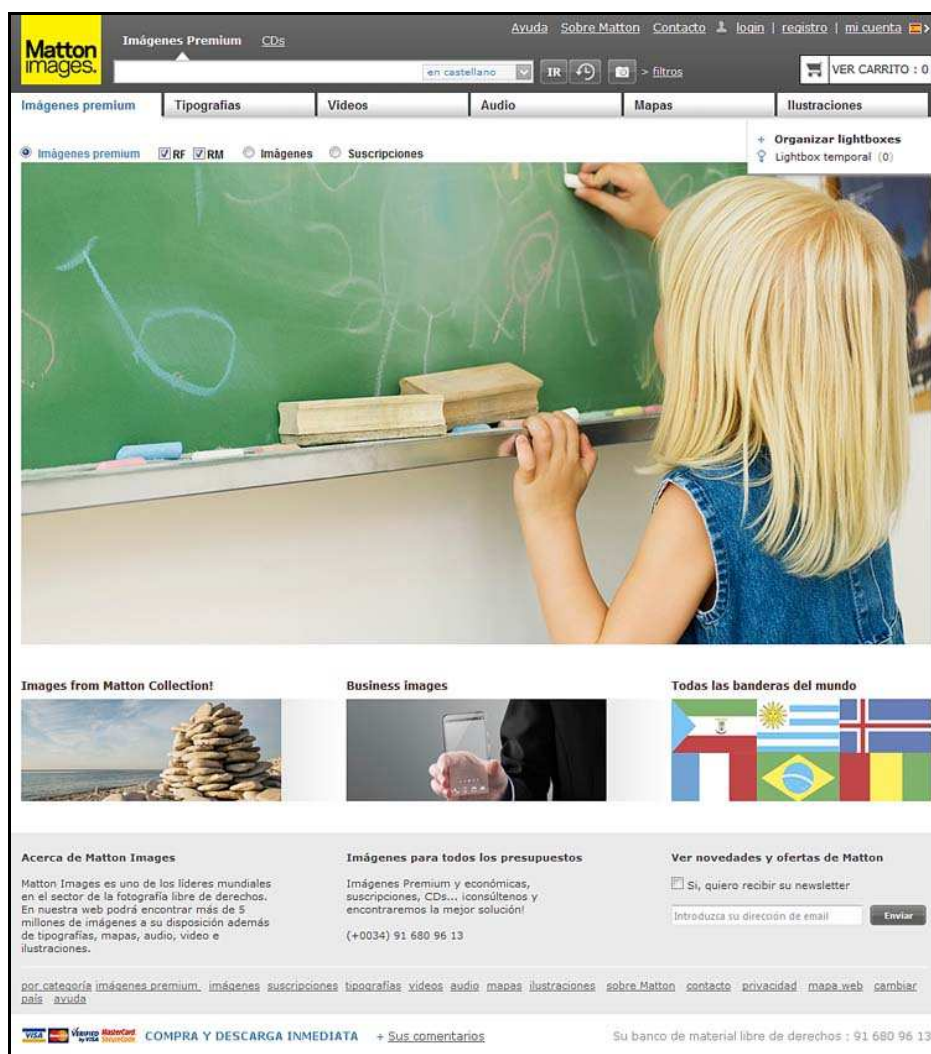 Matton
images.
Imágenes Premium CDs
Ayuda Sobre Matton Contacto login | registro | mi cuenta >
en castellano IR > filtros
VER CARRITO : 0
Imágenes premium Tipografias Videos Audio Mapas Ilustraciones
Imágenes premium RF RM Imágenes Suscripciones
+ Organizar lightboxes
Lightbox temporal (0)
Images from Matton Collection!
Business images
Todas las banderas del mundo
Acerca de Matton Images
Matton Images es uno de los líderes mundiales
en el sector de la fotografía libre de derechos.
En nuestra web podrá encontrar más de 5
millones de imágenes a su disposición además
de tipografías, mapas, audio, video e
ilustraciones.
Imágenes para todos los presupuestos
Imágenes Premium y económicas,
suscripciones, CDs... ¡consúltenos y
encontraremos la mejor solución!
(+0034) 91 680 96 13
Ver novedades y ofertas de Matton
Si, quiero recibir su newsletter
Introduzca su dirección de email Enviar
por categoría imágenes premium imágenes suscripciones tipografías videos audio mapas ilustraciones sobre Matton contacto privacidad mapa web cambiar
país ayuda
VISA VERIFIED by VISA MasterCard SecureCode COMPRA Y DESCARGA INMEDIATA + Sus comentarios
Su banco de material libre de derechos : 91 680 96 13